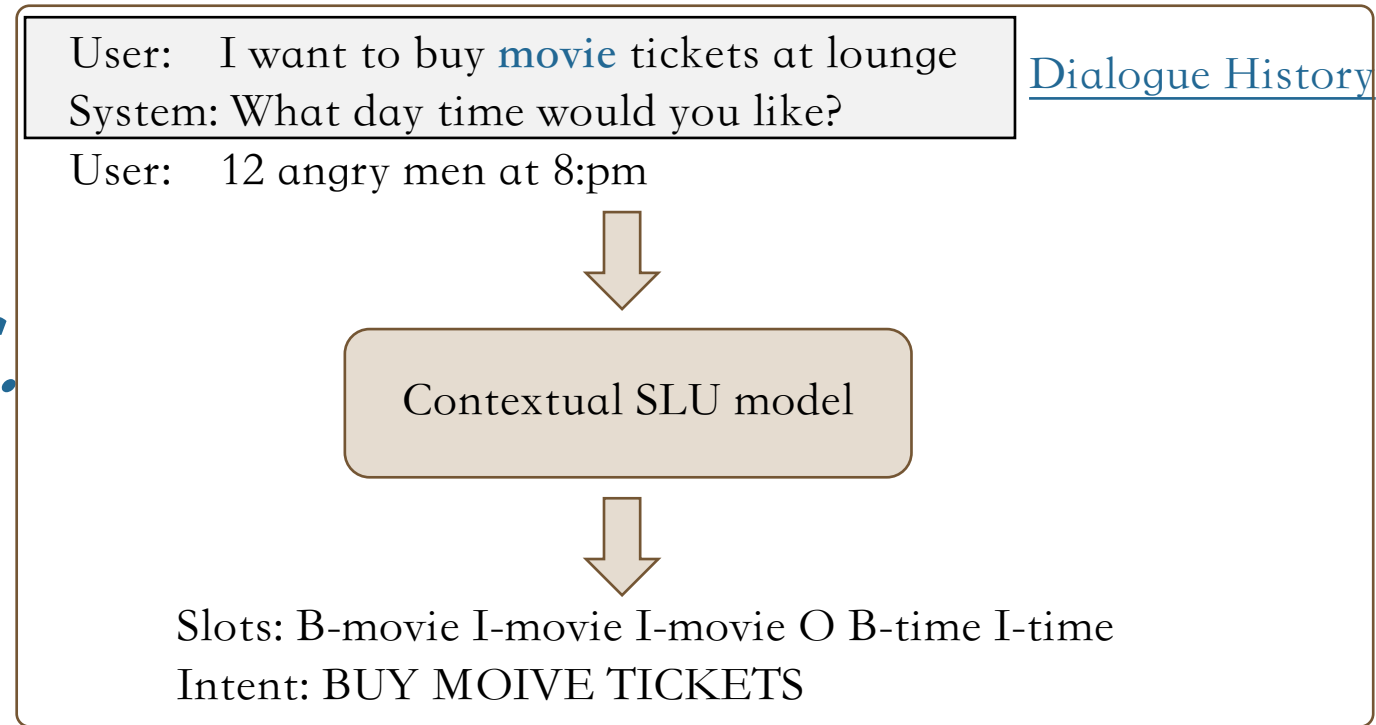 User: I want to buy movie tickets at lounge
Dialogue History
System: What day time would you like?
User: 12 angry men at 8:pm
Contextual SLU model
Slots: B-movie I-movie I-movie O B-time I-time
Intent: BUY MOIVE TICKETS